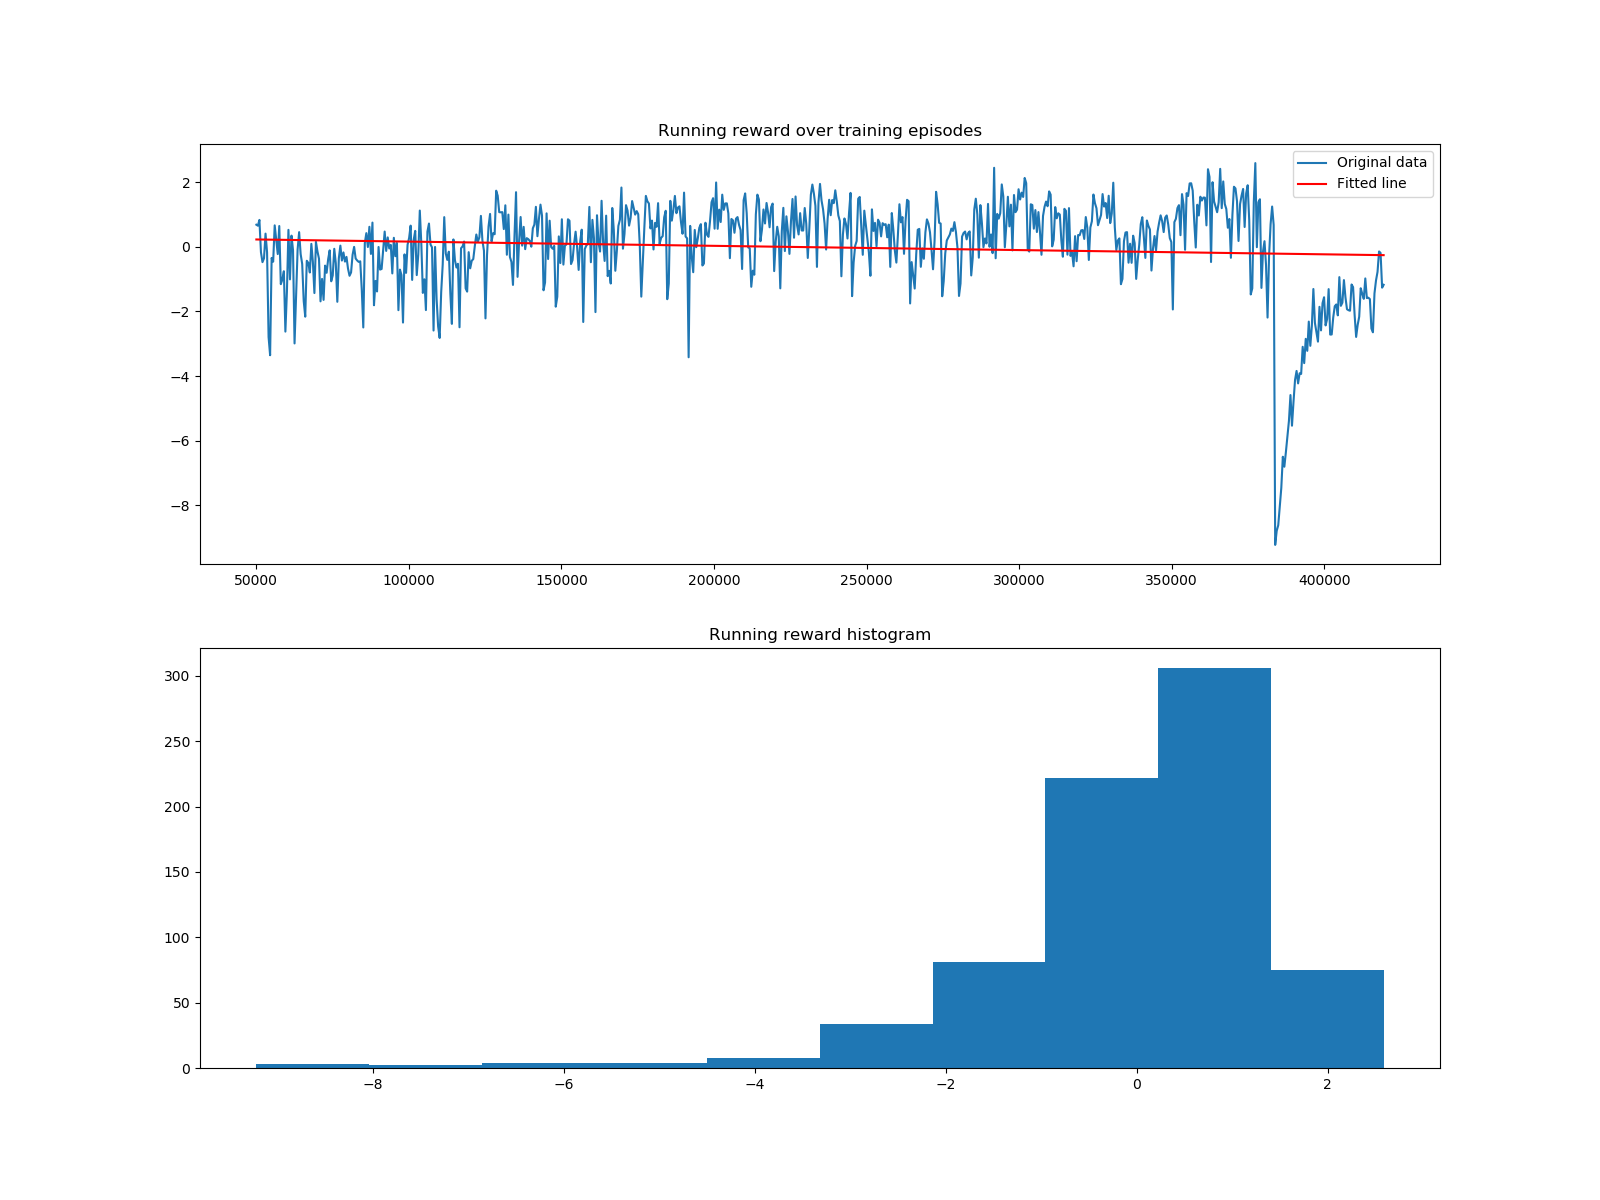 Running reward over training episodes
Original data
Fitted line
2
0
−2
−4
−6
−8
50000 100000 150000 200000 250000 300000 350000 400000
Running reward histogram
300
250
200
150
100
50
0
−8 −6 −4 −2 0 2